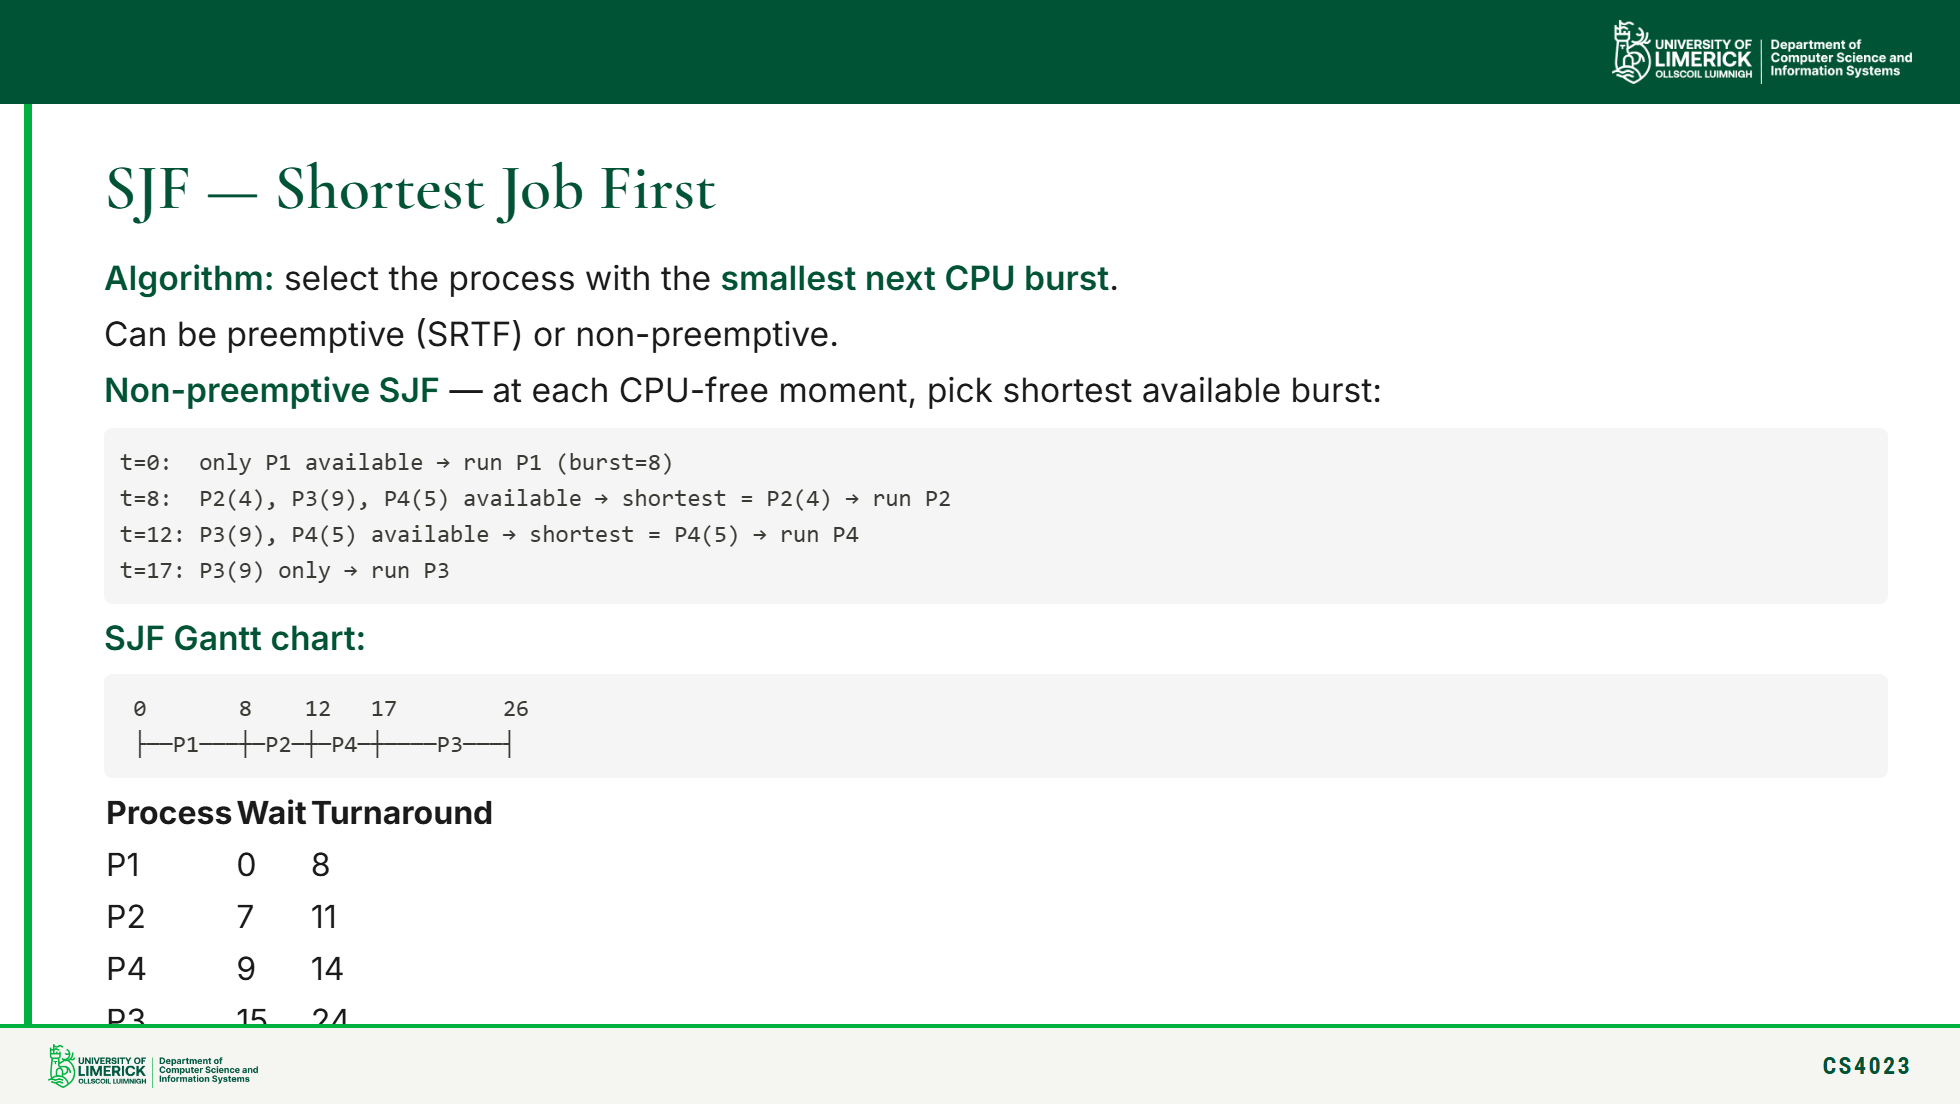 UNIVERSITY OF
LIMERICK
OLLSCOIL LUIMNIGH
Department of
Computer Science and
Information Systems
SJF — Shortest Job First
Algorithm: select the process with the smallest next CPU burst.
Can be preemptive (SRTF) or non-preemptive.
Non-preemptive SJF — at each CPU-free moment, pick shortest available burst:
t=0:  only P1 available → run P1 (burst=8)
t=8:  P2(4), P3(9), P4(5) available → shortest = P2(4) → run P2
t=12: P3(9), P4(5) available → shortest = P4(5) → run P4
t=17: P3(9) only → run P3
SJF Gantt chart:
0       8    12   17        26
├──P1───┼─P2─┼─P4─┼────P3───┤
Process Wait Turnaround
P1 0 8
P2 7 11
P4 9 14
P3 15 24
UNIVERSITY OF
LIMERICK
OLLSCOIL LUIMNIGH
Department of
Computer Science and
Information Systems
CS4023